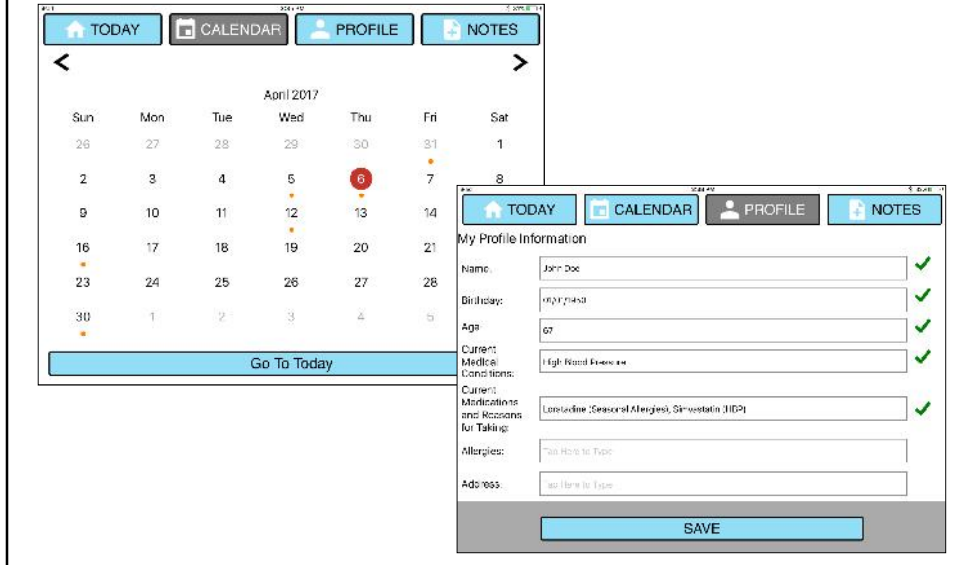 TODAY CALENDAR PROFILE NOTES
< >
April 2017
Sun Mon Tue Wed Thu Fri Sat
26 27 28 29 30 31 1
2 3 4 5 6 7 8
9 10 11 12 13 14
16 17 18 19 20 21
23 24 25 26 27 28
30 1 2 3 4 5
Go To Today
TODAY CALENDAR PROFILE NOTES
My Profile Information
Name: John Doe
Birthday: 01/01/1950
Age 67
Current
Medical
Conditions: High Blood Pressure
Current
Medications
and Reasons
for Taking: Loratadine (Seasonal Allergies), Simvastatin (HBP)
Allergies: Tap Here to Type
Address: Tap Here to Type
SAVE